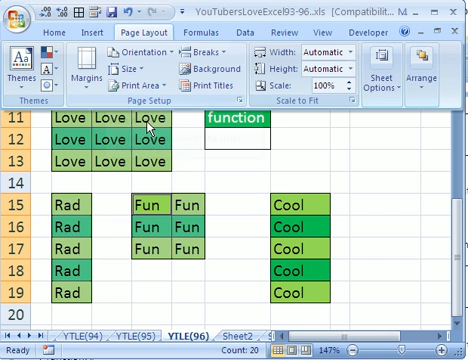 YouTubersLoveExcel93-96..xls [Compatibilit...
Home Insert Page Layout Formulas Data Review View Developer
Themes
Margins
Orientation
Size
Print Area
Breaks
Background
Print Titles
Width: Automatic
Height: Automatic
Scale: 100%
Sheet Options
Arrange
Themes Page Setup Scale to Fit
11 Love Love Love function
12 Love Love Love
13 Love Love Love
14
15 Rad Fun Fun Cool
16 Rad Fun Fun Cool
17 Rad Fun Fun Cool
18 Rad Cool
19 Rad Cool
20
YTLE(94) YTLE(95) YTLE(96) Sheet2 S
Ready Count: 20 147%